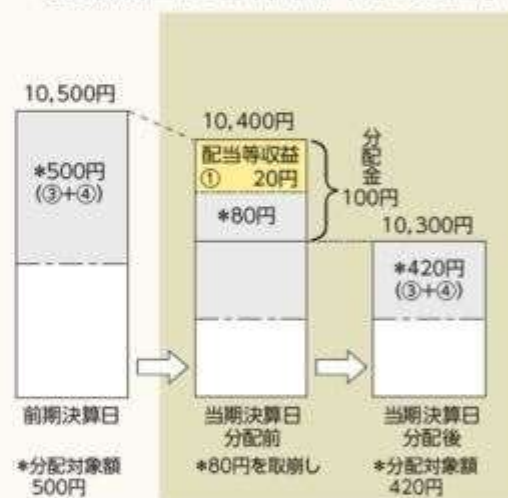 10,500円
*500円
(③+④)
前期決算日
*分配対象額
500円
10,400円
配当等収益
① 20円
*80円
分配金
100円
当期決算日
分配前
*80円を取崩し
10,300円
*420円
(③+④)
当期決算日
分配後
*分配対象額
420円